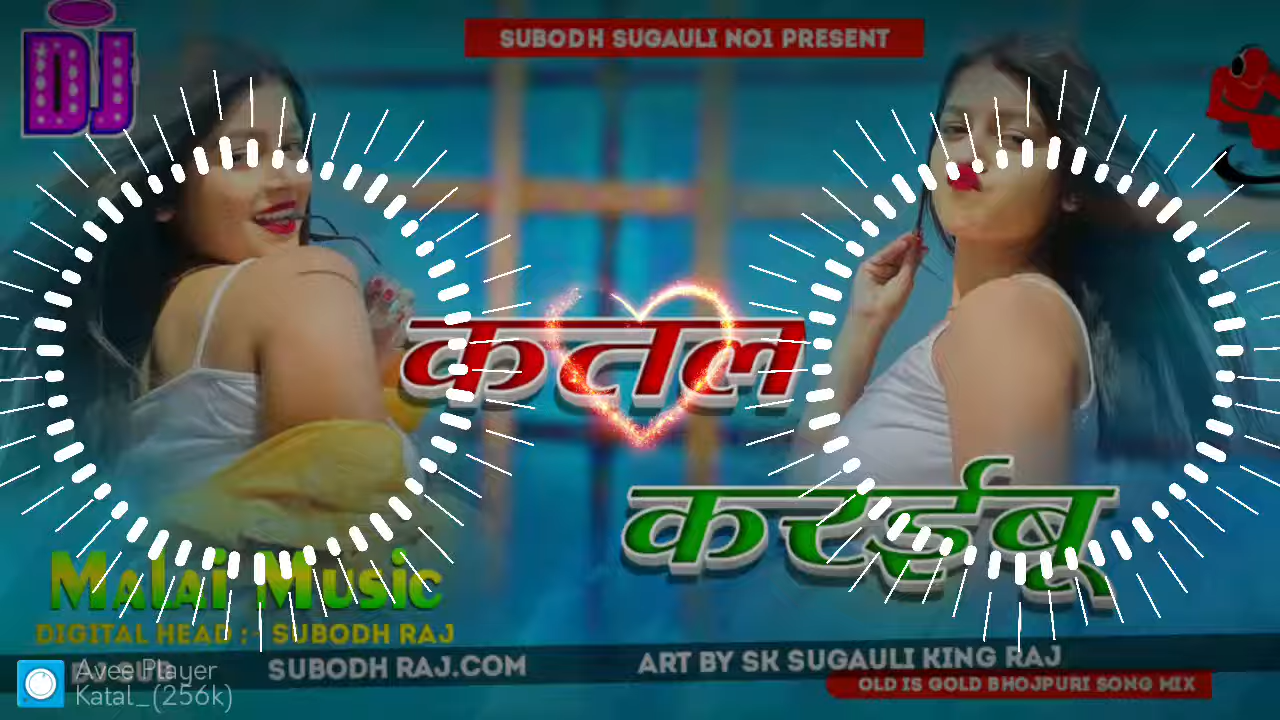 DJ
SUBODH SUGAULI NO1 PRESENT
कतल
करईबू
Malai Music
DIGITAL HEAD :- SUBODH RAJ
SUBODH RAJ.COM
ART BY SK SUGAULI KING RAJ
Avee Player
Katal_(256k)
OLD IS GOLD BHOJPURI SONG MIX